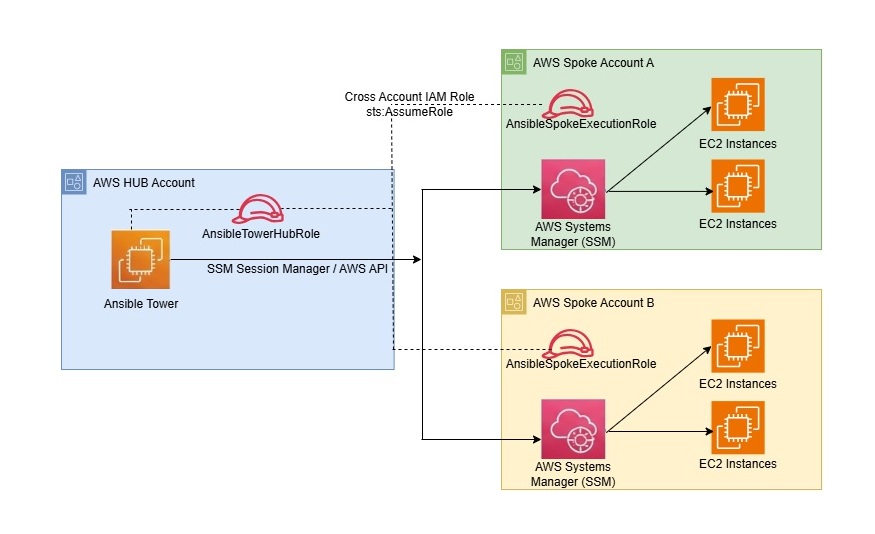 AWS HUB Account
AnsibleTowerHubRole
SSM Session Manager / AWS API
Ansible Tower
Cross Account IAM Role
sts:AssumeRole
AWS Spoke Account A
AnsibleSpokeExecutionRole
EC2 Instances
AWS Systems
Manager (SSM)
EC2 Instances
AWS Spoke Account B
AnsibleSpokeExecutionRole
EC2 Instances
AWS Systems
Manager (SSM)
EC2 Instances